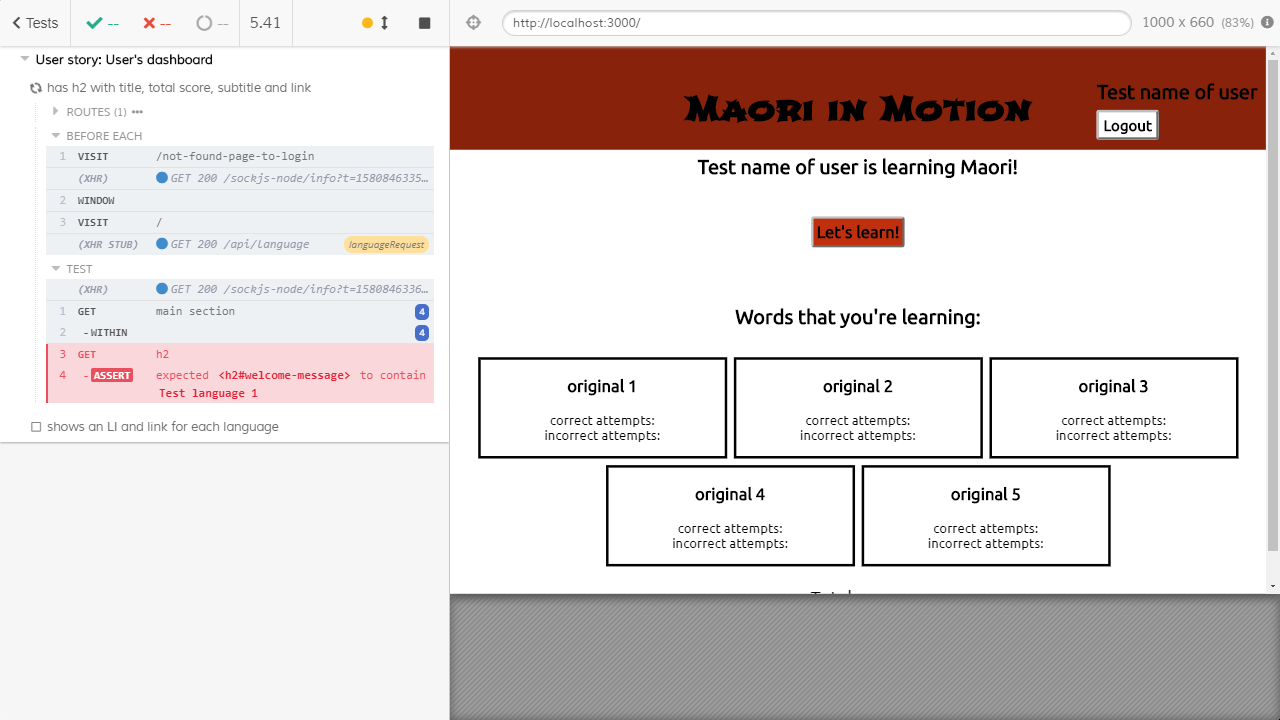 Tests
--
--
--
5.41
http://localhost:3000/
1000 x 660 (83%)
User story: User's dashboard
has h2 with title, total score, subtitle and link
ROUTES (1)
BEFORE EACH
1 VISIT /not-found-page-to-login
(XHR) GET 200 /sockjs-node/info?t=1580846335…
2 WINDOW
3 VISIT /
(XHR STUB) GET 200 /api/language languageRequest
TEST
(XHR) GET 200 /sockjs-node/info?t=1580846336…
1 GET main section 4
2 -WITHIN 4
3 GET h2
4 -ASSERT expected <h2#welcome-message> to contain
Test language 1
shows an LI and link for each language
Maori in Motion
Test name of user
Logout
Test name of user is learning Maori!
Let's learn!
Words that you're learning:
original 1
correct attempts:
incorrect attempts:
original 2
correct attempts:
incorrect attempts:
original 3
correct attempts:
incorrect attempts:
original 4
correct attempts:
incorrect attempts:
original 5
correct attempts:
incorrect attempts: